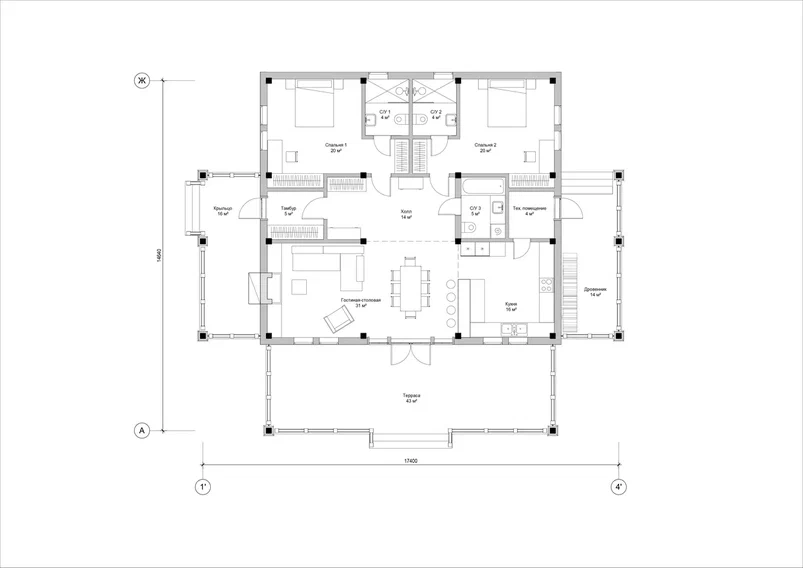 Ж
С/У 1
4 м²
С/У 2
4 м²
Спальня 1
20 м²
Спальня 2
20 м²
Крыльцо
16 м²
Тамбур
5 м²
Холл
14 м²
С/У 3
5 м²
Тех. помещение
4 м²
14640
Гостиная-столовая
31 м²
Кухня
16 м²
Дровенник
14 м²
Терраса
43 м²
А
17400
1'
4'